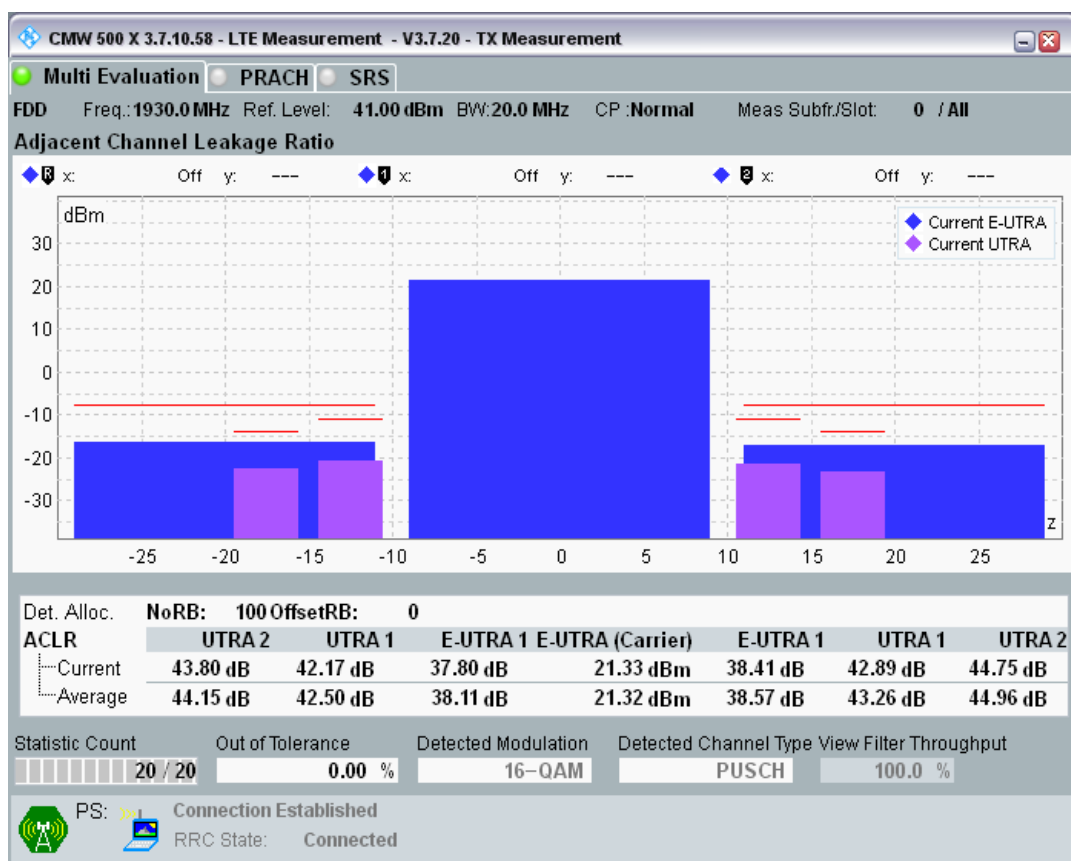 CMW 500 X 3.7.10.58 - LTE Measurement - V3.7.20 - TX Measurement
Multi Evaluation PRACH SRS
FDD Freq.: 1930.0 MHz Ref. Level: 41.00 dBm BW: 20.0 MHz CP : Normal Meas Subfr./Slot: 0 / All
Adjacent Channel Leakage Ratio
R x: Off y: --- 1 x: Off y: --- 2 x: Off y: ---
dBm
Current E-UTRA
Current UTRA
30
20
10
0
-10
-20
-30
z
-25 -20 -15 -10 -5 0 5 10 15 20 25
Det. Alloc. NoRB: 100 OffsetRB: 0
ACLR UTRA 2 UTRA 1 E-UTRA 1 E-UTRA (Carrier) E-UTRA 1 UTRA 1 UTRA 2
Current 43.80 dB 42.17 dB 37.80 dB 21.33 dBm 38.41 dB 42.89 dB 44.75 dB
Average 44.15 dB 42.50 dB 38.11 dB 21.32 dBm 38.57 dB 43.26 dB 44.96 dB
Statistic Count Out of Tolerance Detected Modulation Detected Channel Type View Filter Throughput
20 / 20 0.00 % 16-QAM PUSCH 100.0 %
PS: Connection Established
RRC State: Connected